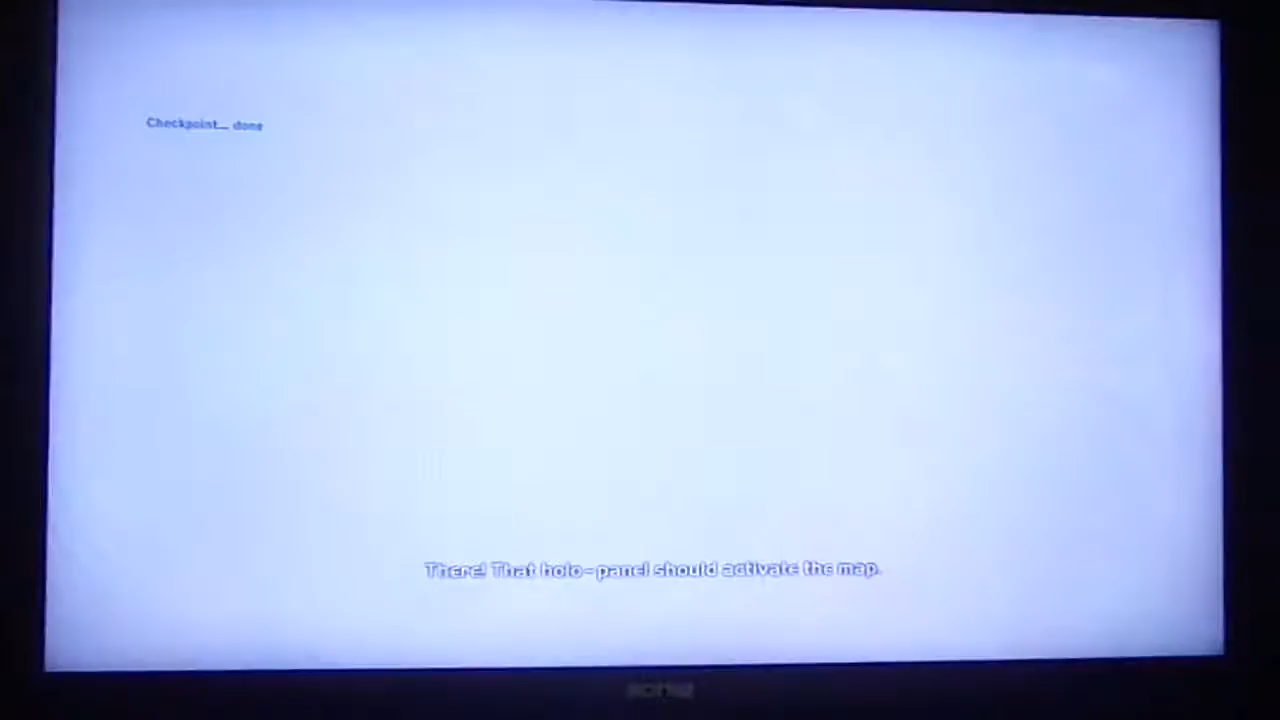 Checkpoint... done
There! That holo-panel should activate the map.